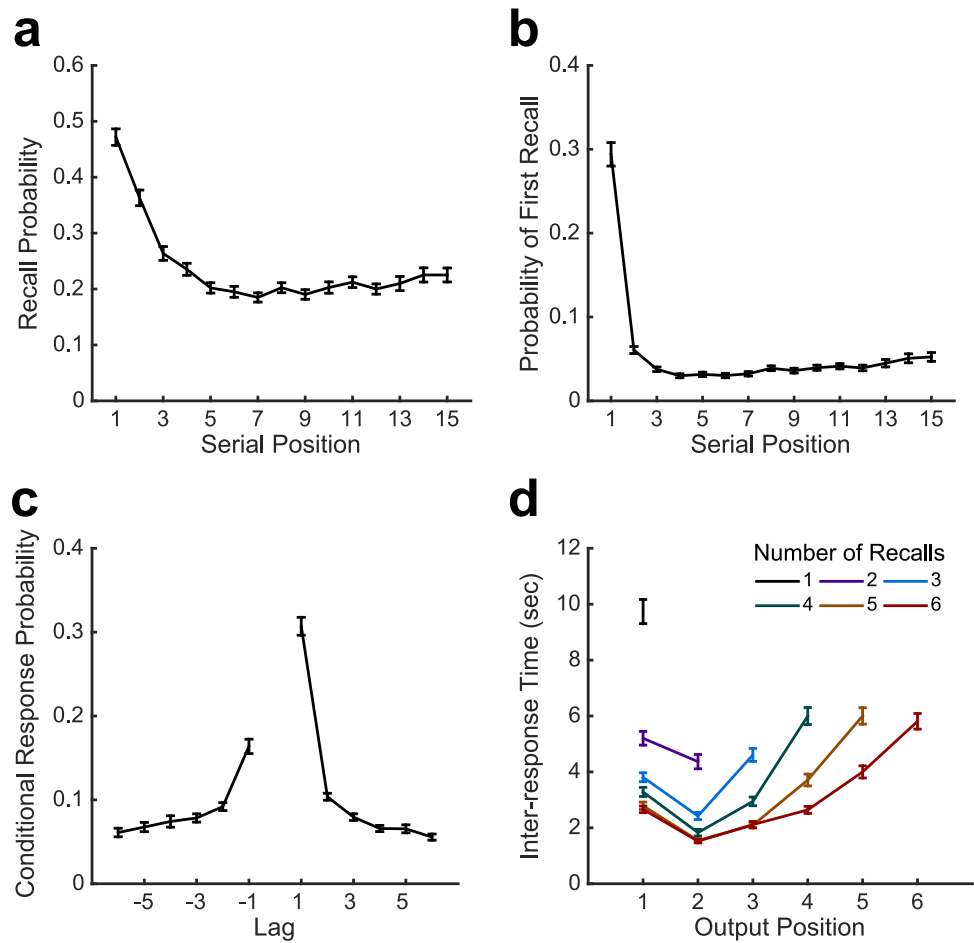 a
Recall Probability
0.6
0.5
0.4
0.3
0.2
0.1
0
1 3 5 7 9 11 13 15
Serial Position
b
Probability of First Recall
0.4
0.3
0.2
0.1
0
1 3 5 7 9 11 13 15
Serial Position
c
Conditional Response Probability
0.4
0.3
0.2
0.1
0
-5 -3 -1 1 3 5
Lag
d
Inter-response Time (sec)
12
10
8
6
4
2
0
Number of Recalls
1 2 3
4 5 6
1 2 3 4 5 6
Output Position